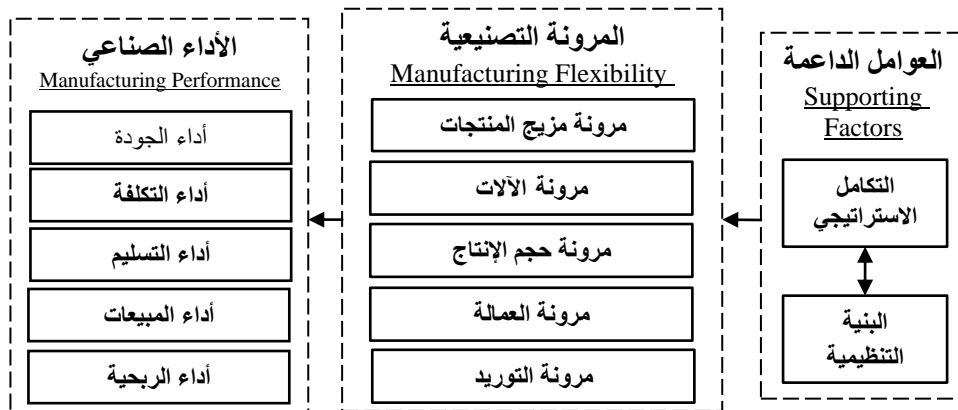 العوامل الداعمة
Supporting
Factors
التكامل
الاستراتيجي
البنية
التنظيمية
المرونة التصنيعية
Manufacturing Flexibility
مرونة مزيج المنتجات
مرونة الآلات
مرونة حجم الإنتاج
مرونة العمالة
مرونة التوريد
الأداء الصناعي
Manufacturing Performance
أداء الجودة
أداء التكلفة
أداء التسليم
أداء المبيعات
أداء الربحية